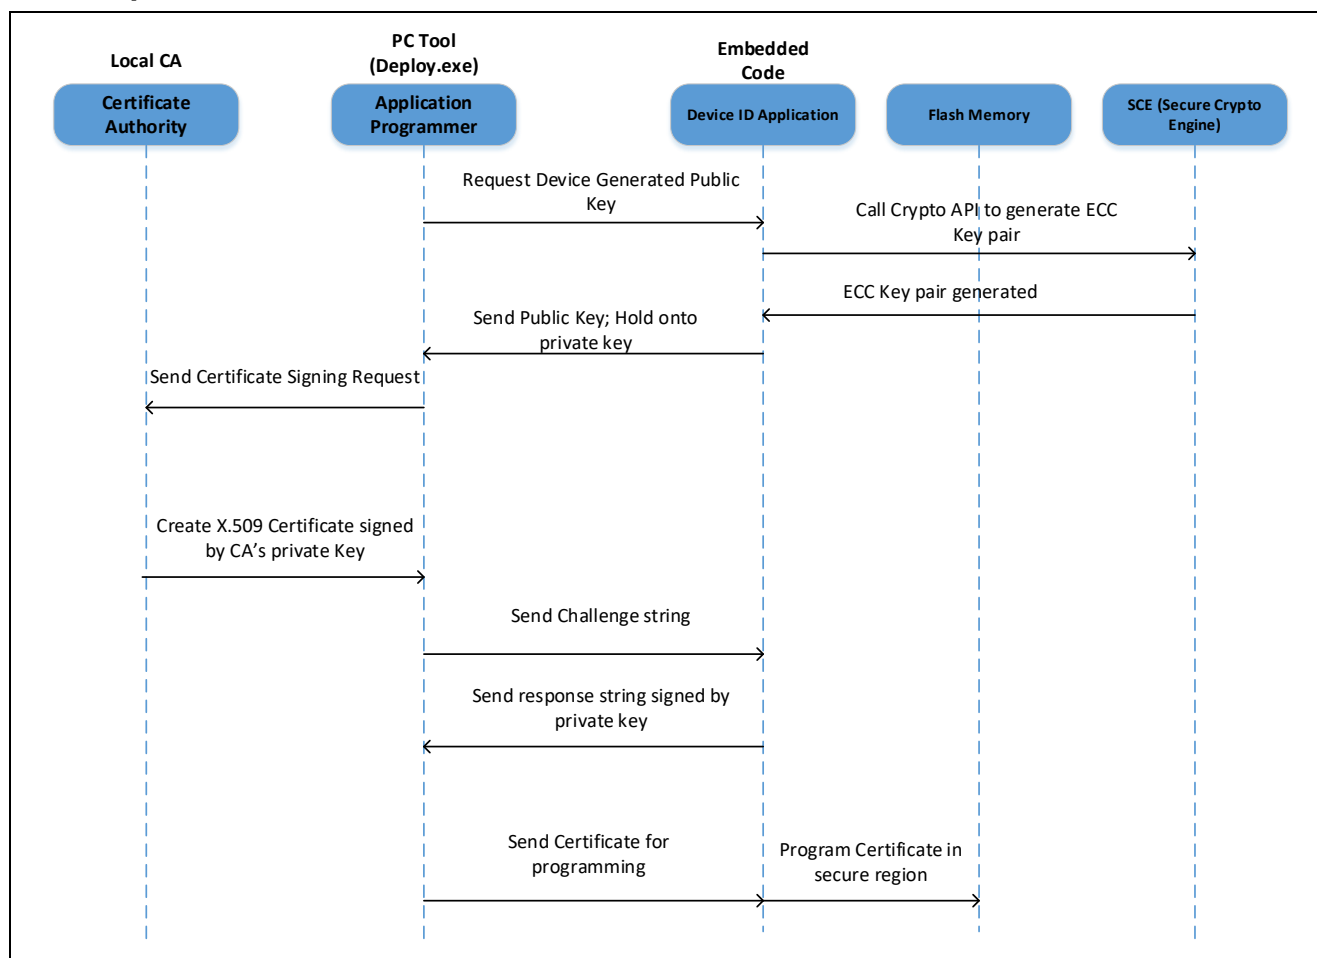 Local CA
PC Tool
(Deploy.exe)
Embedded
Code
Certificate
Authority
Application
Programmer
Device ID Application
Flash Memory
SCE (Secure Crypto
Engine)
Request Device Generated Public
Key
Call Crypto API to generate ECC
Key pair
ECC Key pair generated
Send Public Key; Hold onto
private key
Send Certificate Signing Request
Create X.509 Certificate signed
by CA’s private Key
Send Challenge string
Send response string signed by
private key
Send Certificate for
programming
Program Certificate in
secure region